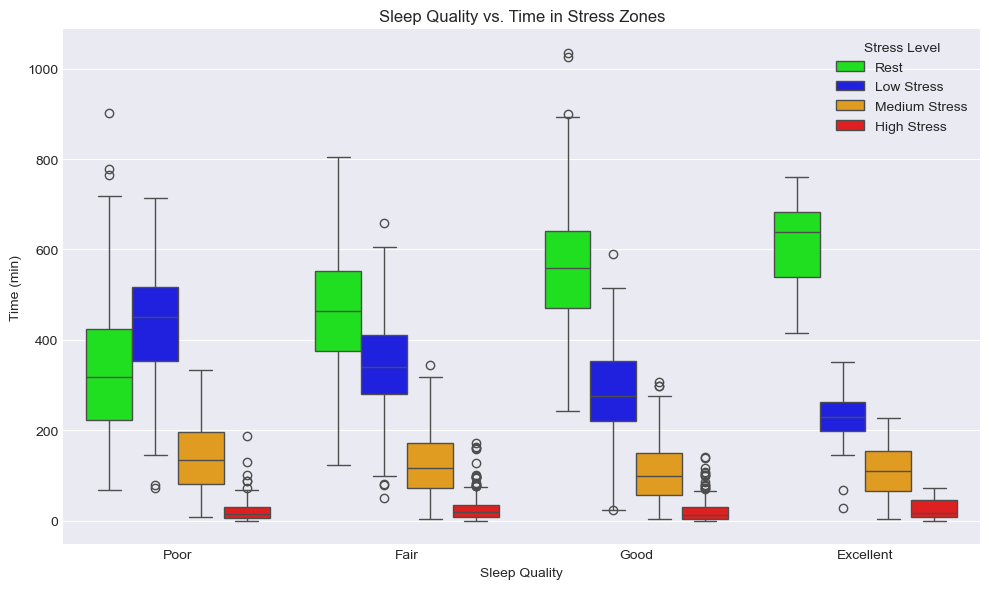 Sleep Quality vs. Time in Stress Zones
Stress Level
Rest
Low Stress
Medium Stress
High Stress
Time (min)
1000
800
600
400
200
0
Poor
Fair
Good
Excellent
Sleep Quality